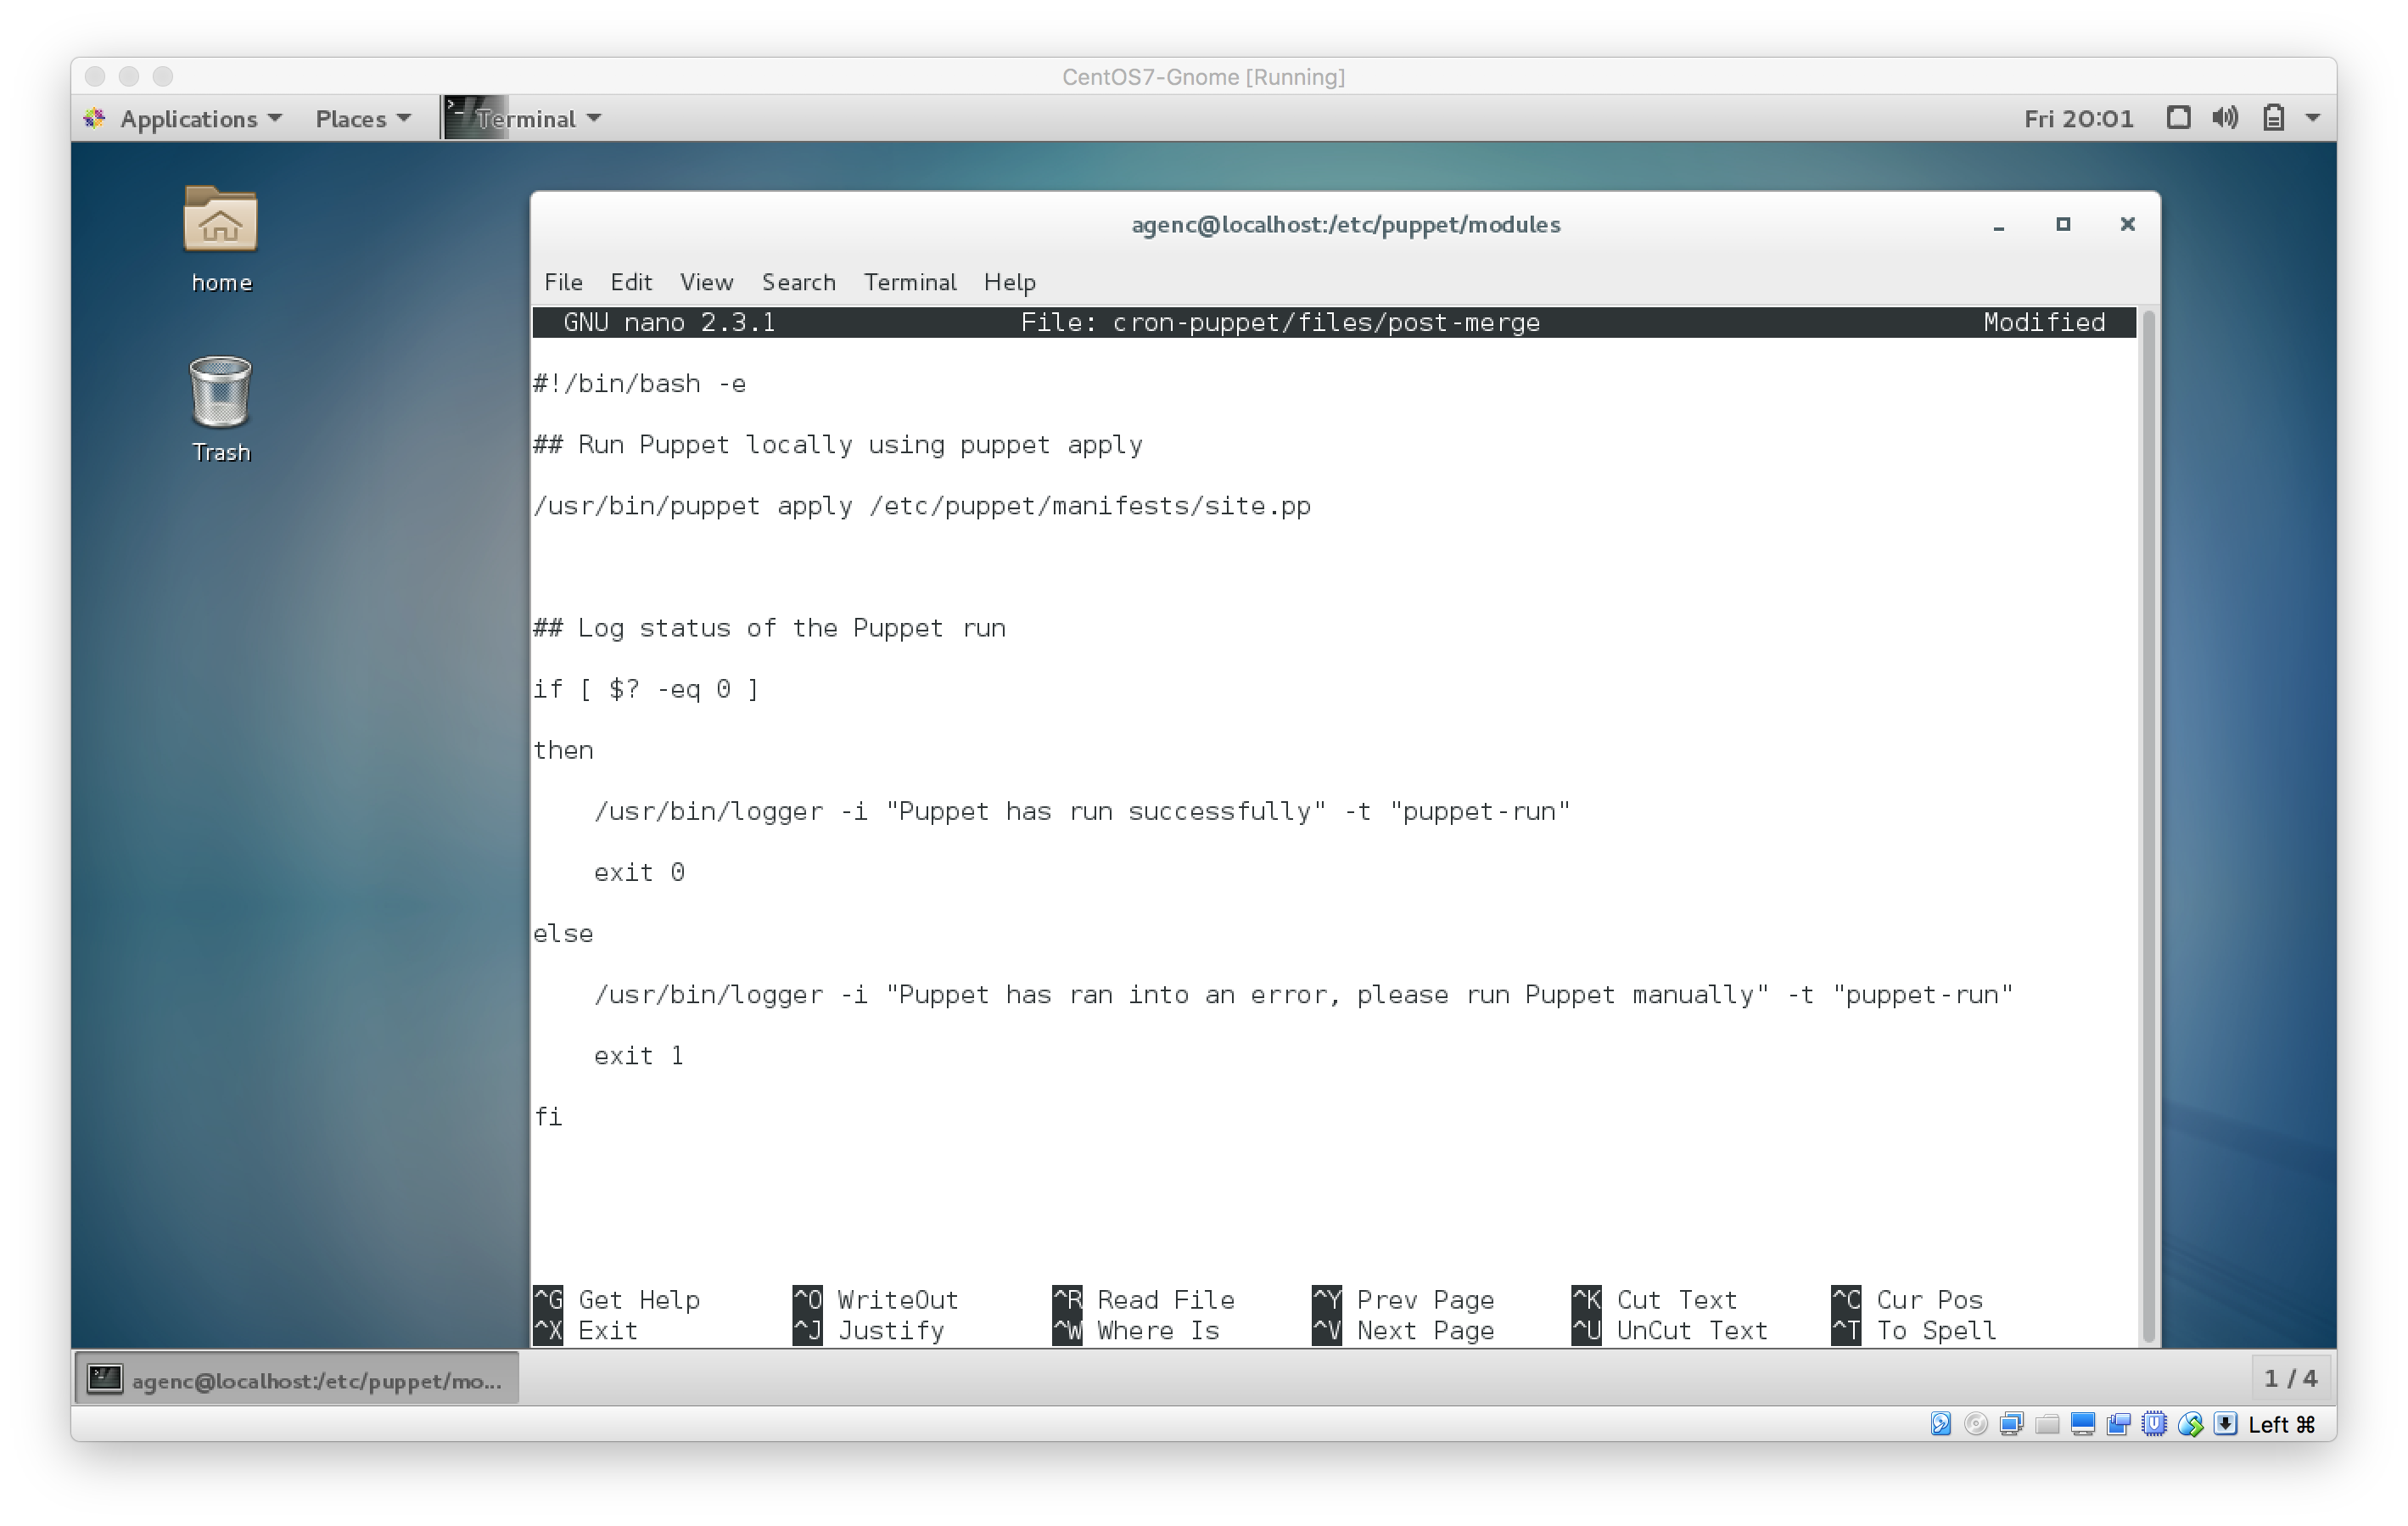 CentOS7-Gnome [Running]
Applications Places Terminal Fri 20:01
home
Trash
agenc@localhost:/etc/puppet/modules
File Edit View Search Terminal Help
GNU nano 2.3.1 File: cron-puppet/files/post-merge Modified
#!/bin/bash -e
## Run Puppet locally using puppet apply
/usr/bin/puppet apply /etc/puppet/manifests/site.pp
## Log status of the Puppet run
if [ $? -eq 0 ]
then
/usr/bin/logger -i "Puppet has run successfully" -t "puppet-run"
exit 0
else
/usr/bin/logger -i "Puppet has ran into an error, please run Puppet manually" -t "puppet-run"
exit 1
fi
^G Get Help ^O WriteOut ^R Read File ^Y Prev Page ^K Cut Text ^C Cur Pos
^X Exit ^J Justify ^W Where Is ^V Next Page ^U UnCut Text ^T To Spell
agenc@localhost:/etc/puppet/mo... 1 / 4
Left ⌘